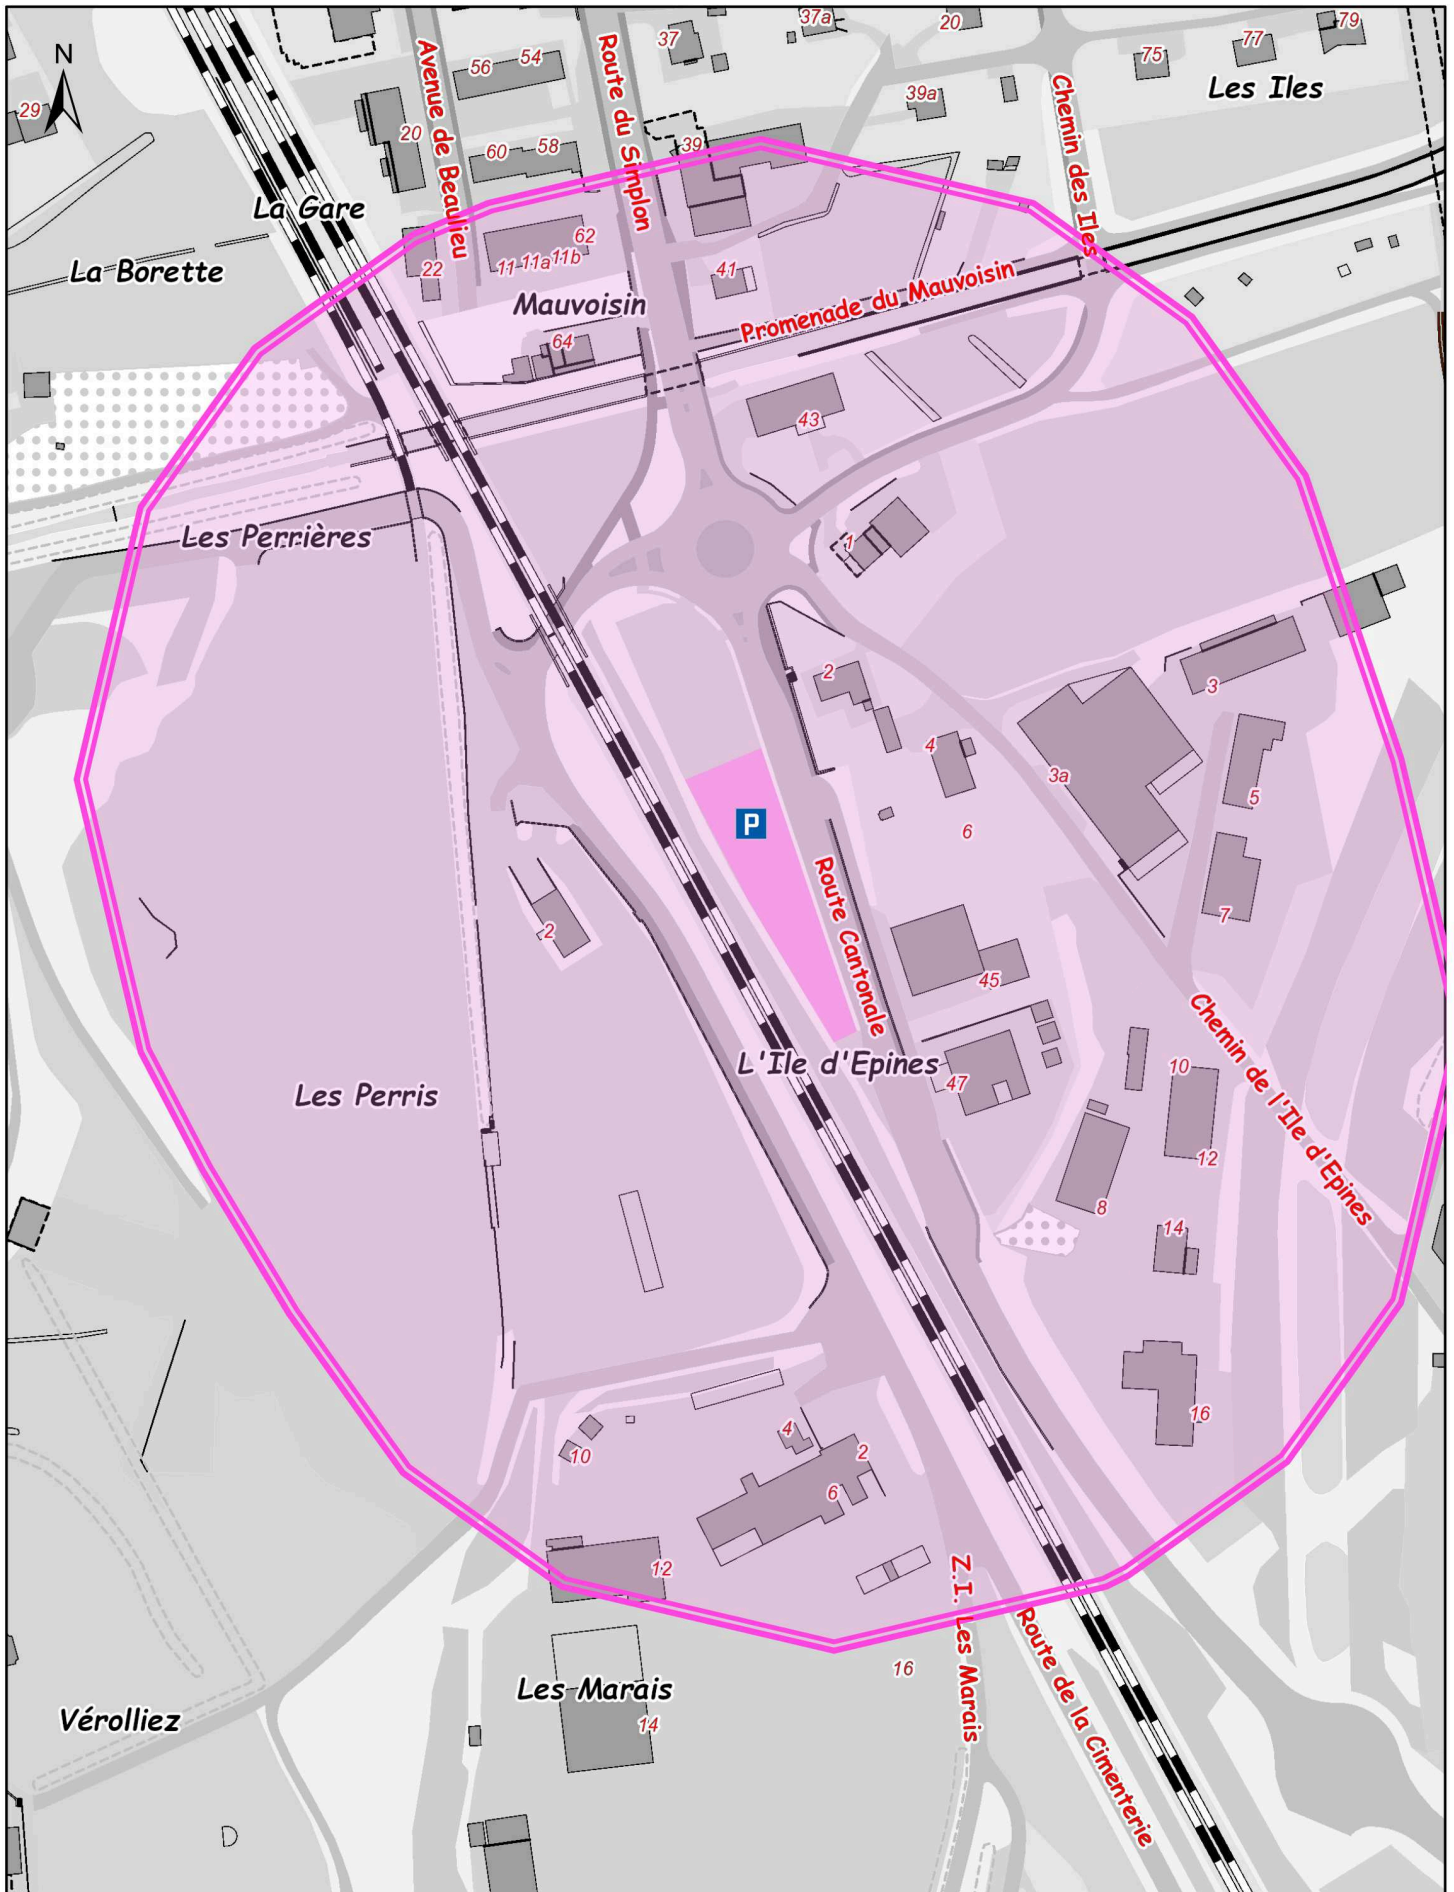 N
29
56
54
Avenue de Beaulieu
20
60
58
Route du Simplon
37
37a
20
39
39a
75
77
79
Les Iles
Chemin des Iles
La Gare
La Borette
22
62
11
11a
11b
41
Mauvoisin
64
Promenade du Mauvoisin
43
Les Perrières
1
2
3
4
3a
5
6
P
7
2
Route Cantonale
45
L'Ile d'Epines
47
Les Perris
Chemin de l'Ile d'Epines
10
12
8
14
16
4
2
10
6
12
Z.I. Les Marais
Route de la Cimenterie
16
Les Marais
14
Vérolliez